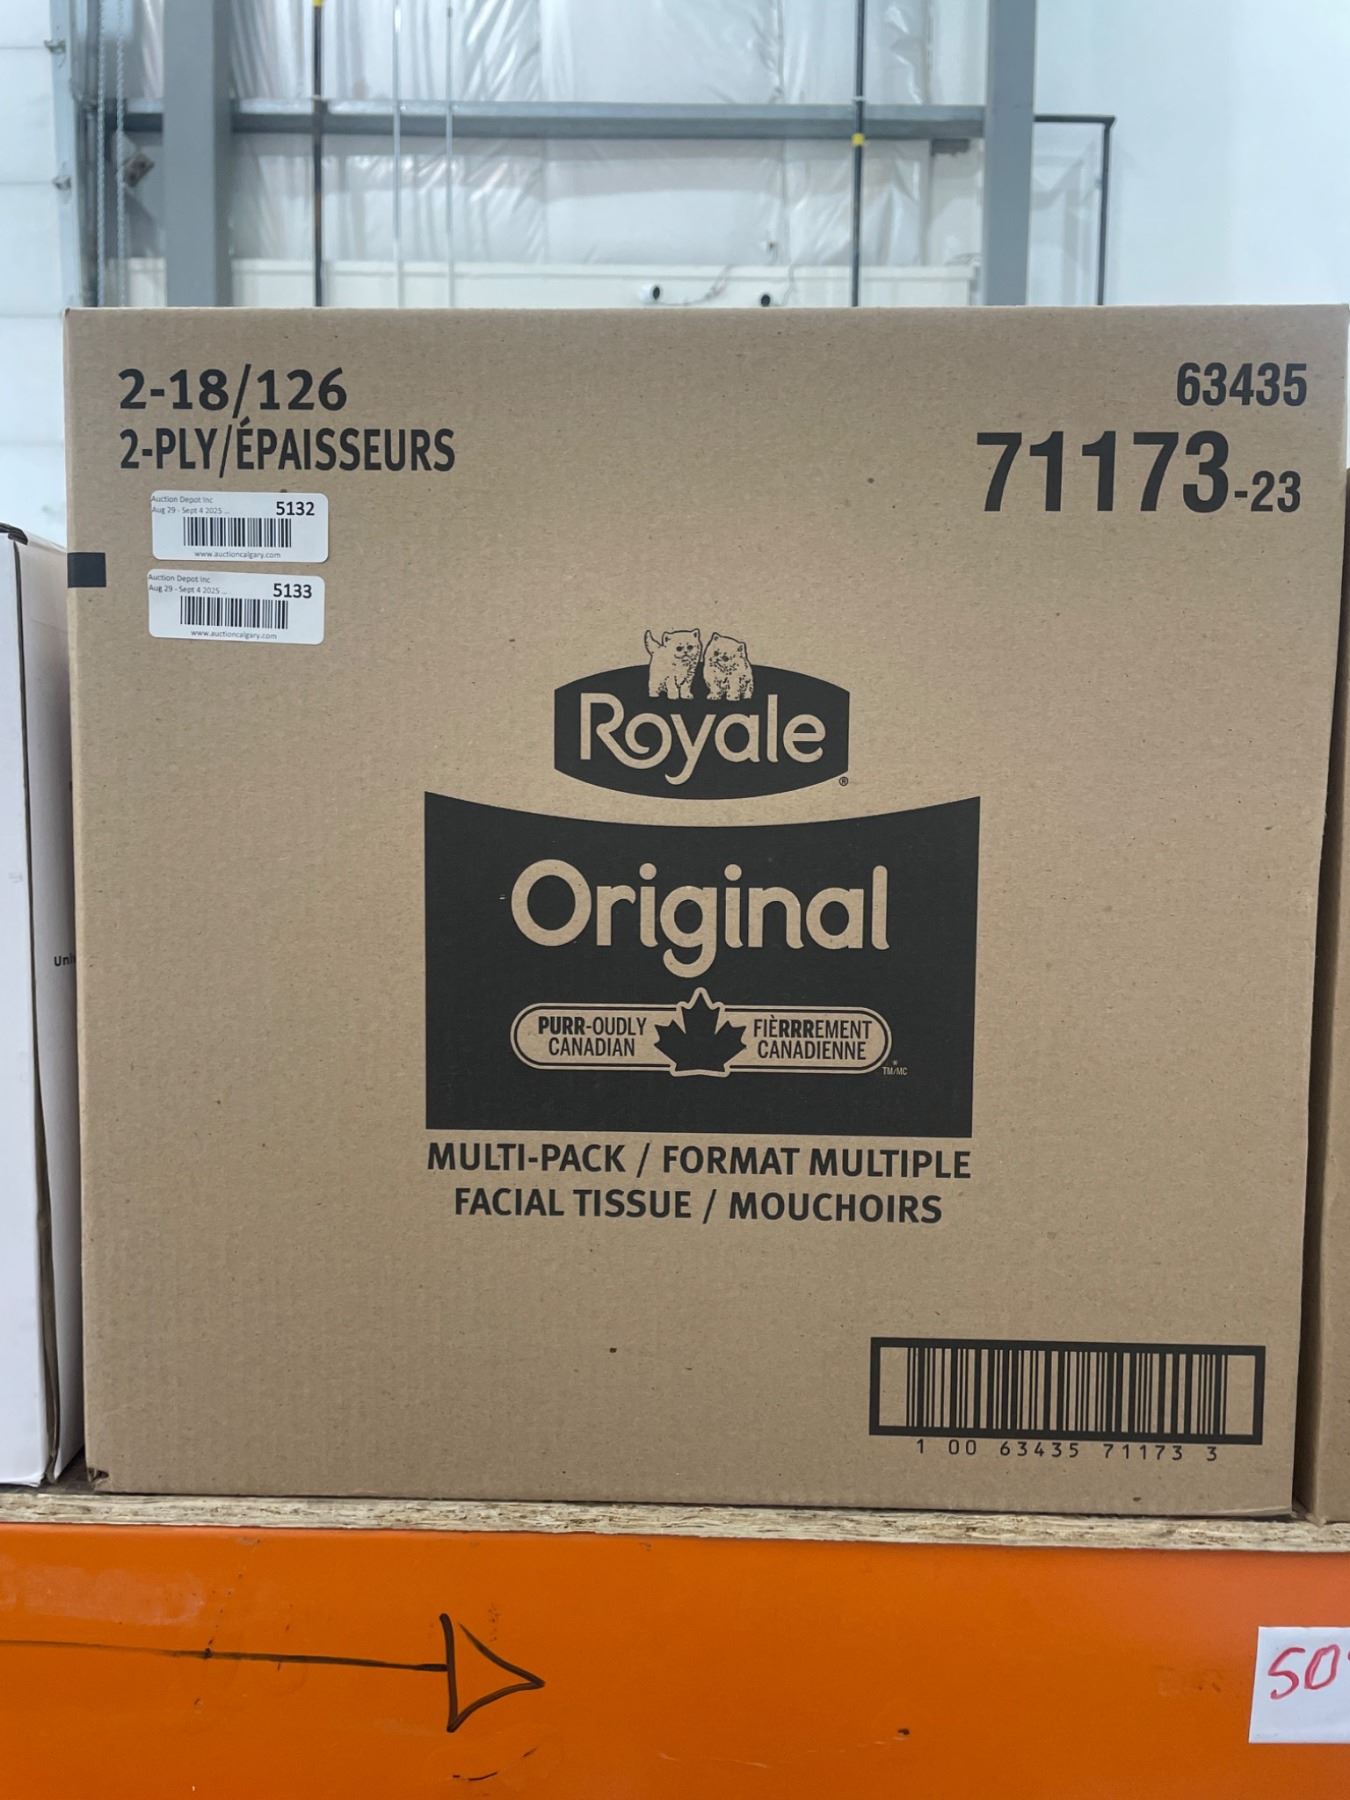 2-18/126
2-PLY/ÉPAISSEURS
63435
71173-23
Auction Depot Inc
Aug 29 - Sept 4 2025 ...
5132
www.auctioncalgary.com
Auction Depot Inc
Aug 29 - Sept 4 2025 ...
5133
www.auctioncalgary.com
Royale
®
Original
PURR-OUDLY
CANADIAN
FIÈRRREMENT
CANADIENNE
*
TM/MC
MULTI-PACK / FORMAT MULTIPLE
FACIAL TISSUE / MOUCHOIRS
1 00 63435 71173 3
50